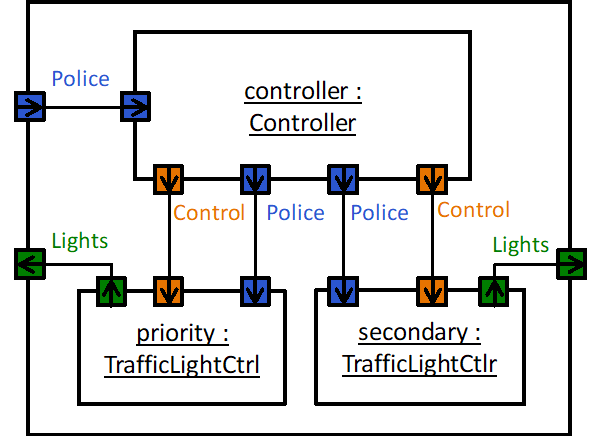 Police
controller :
Controller
Control
Police
Police
Control
Lights
Lights
priority :
TrafficLightCtrl
secondary :
TrafficLightCtlr